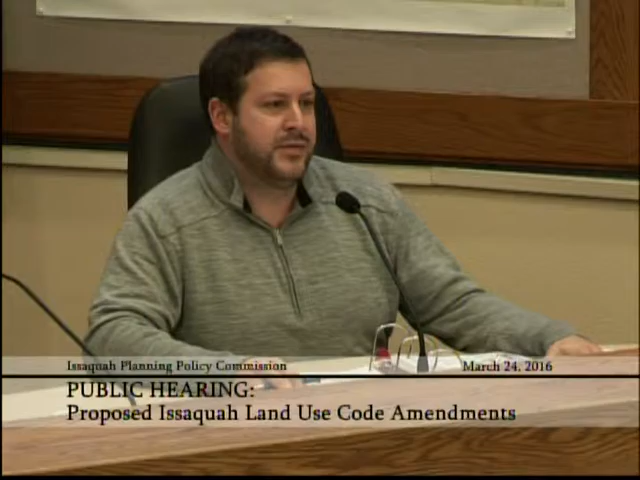 Issaquah Planning Policy Commission March 24, 2016
PUBLIC HEARING:
Proposed Issaquah Land Use Code Amendments